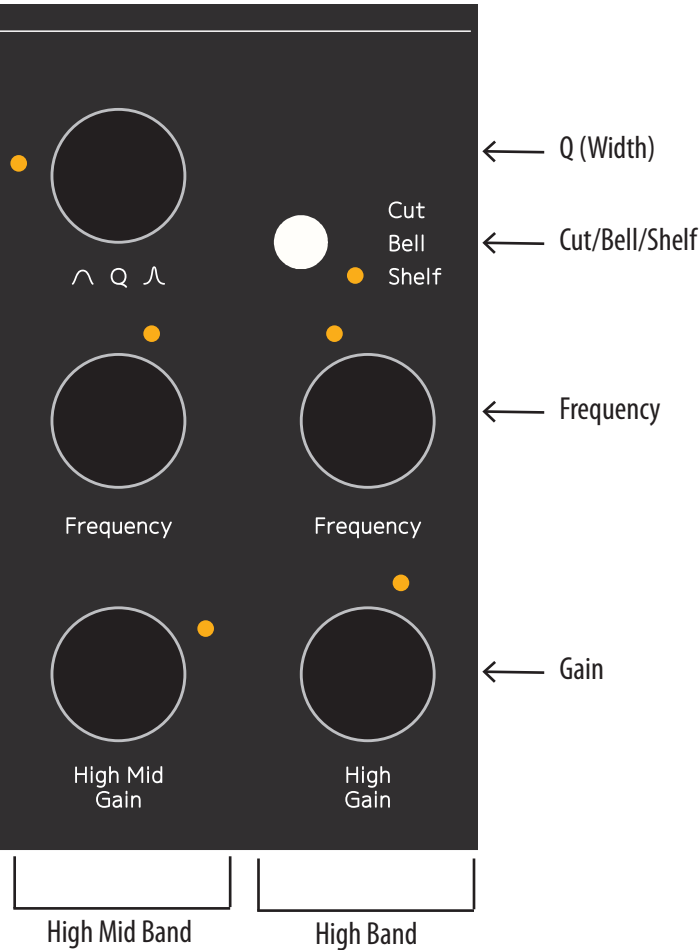 Q (Width)
Cut
Bell
Shelf
Cut/Bell/Shelf
Q
Frequency
Frequency
Frequency
High Mid
Gain
High
Gain
Gain
High Mid Band
High Band